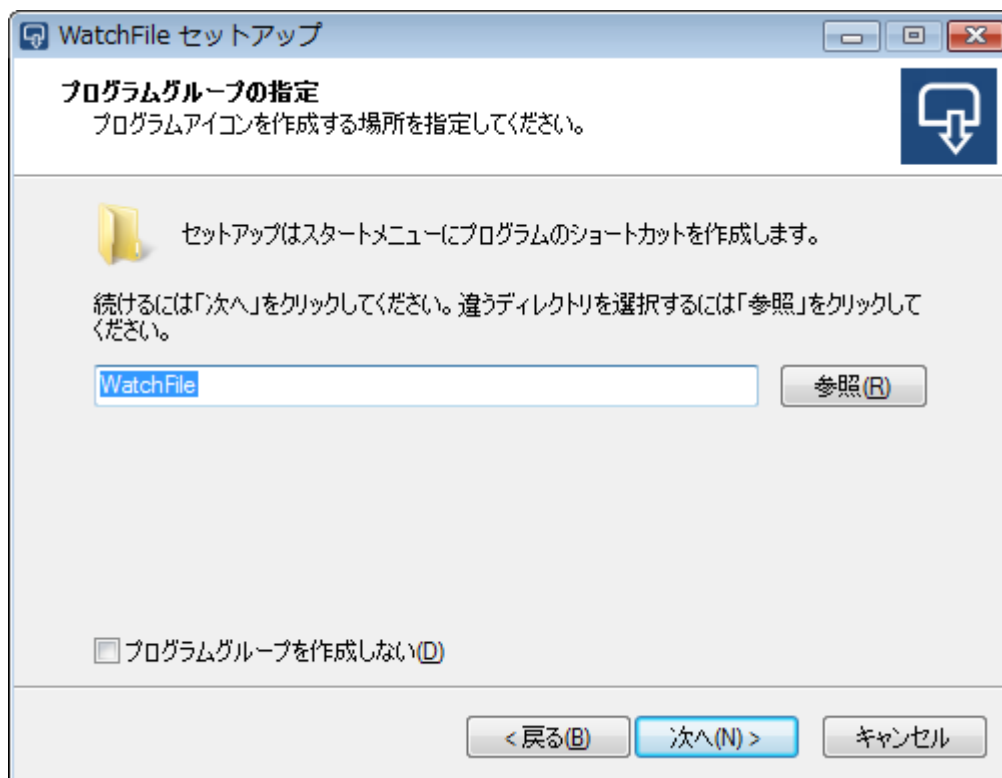 WatchFile セットアップ
プログラムグループの指定
プログラムアイコンを作成する場所を指定してください。
セットアップはスタートメニューにプログラムのショートカットを作成します。
続けるには「次へ」をクリックしてください。違うディレクトリを選択するには「参照」をクリックして
ください。
WatchFile
参照(R)
プログラムグループを作成しない(D)
< 戻る(B)
次へ(N) >
キャンセル